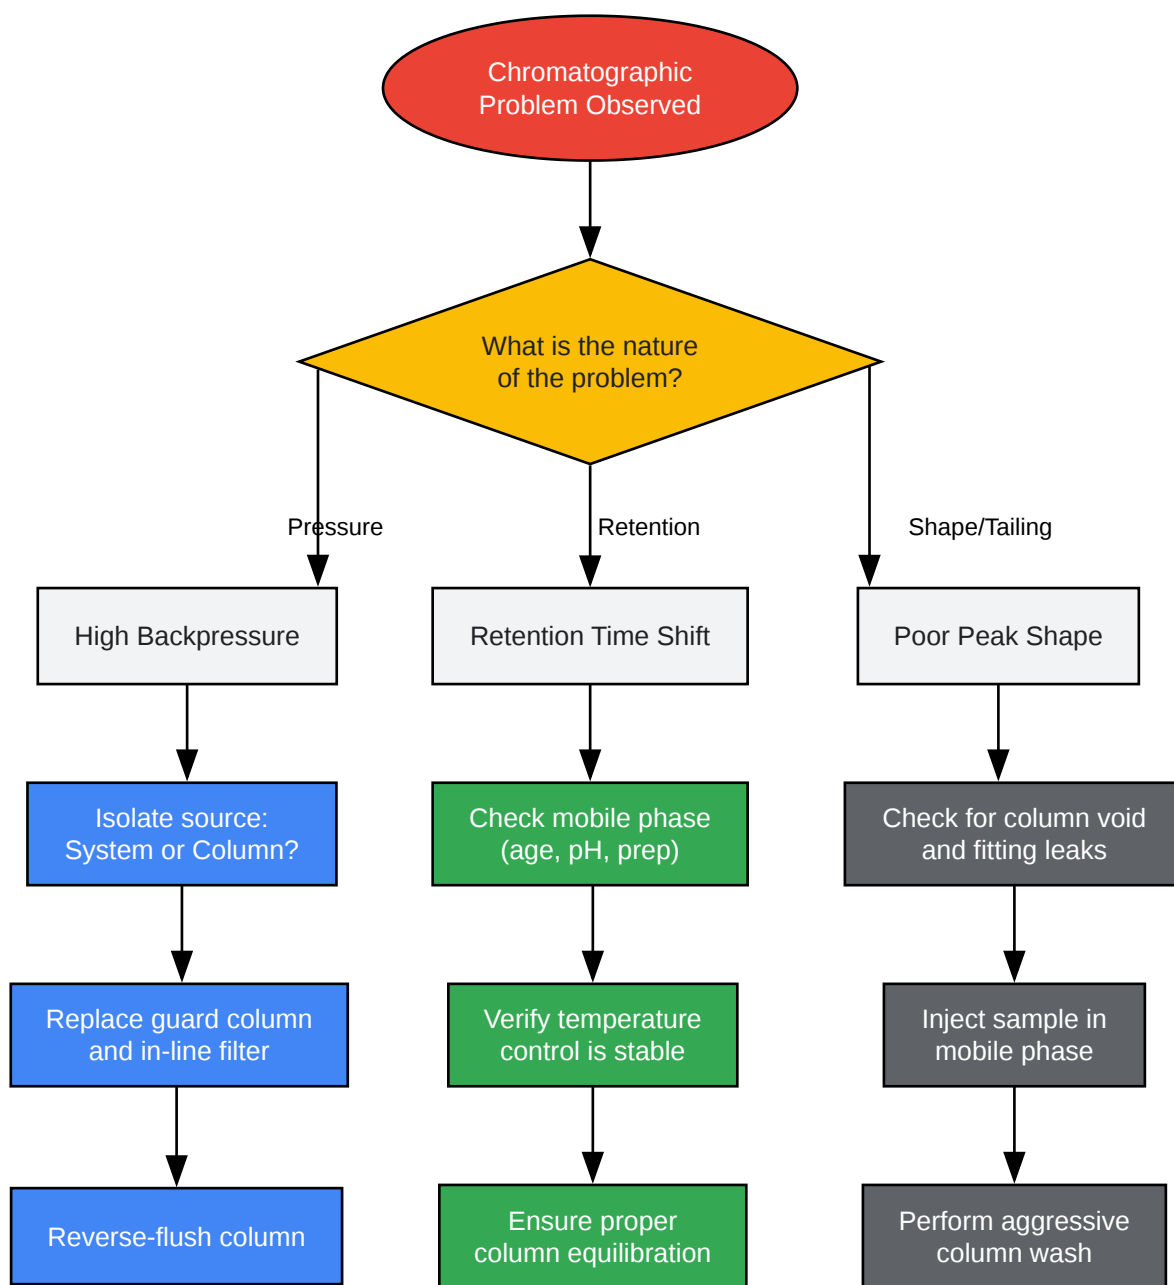 Chromatographic
Problem Observed
What is the nature
of the problem?
Pressure
Retention
Shape/Tailing
High Backpressure
Retention Time Shift
Poor Peak Shape
Isolate source:
System or Column?
Check mobile phase
(age, pH, prep)
Check for column void
and fitting leaks
Replace guard column
and in-line filter
Verify temperature
control is stable
Inject sample in
mobile phase
Reverse-flush column
Ensure proper
column equilibration
Perform aggressive
column wash